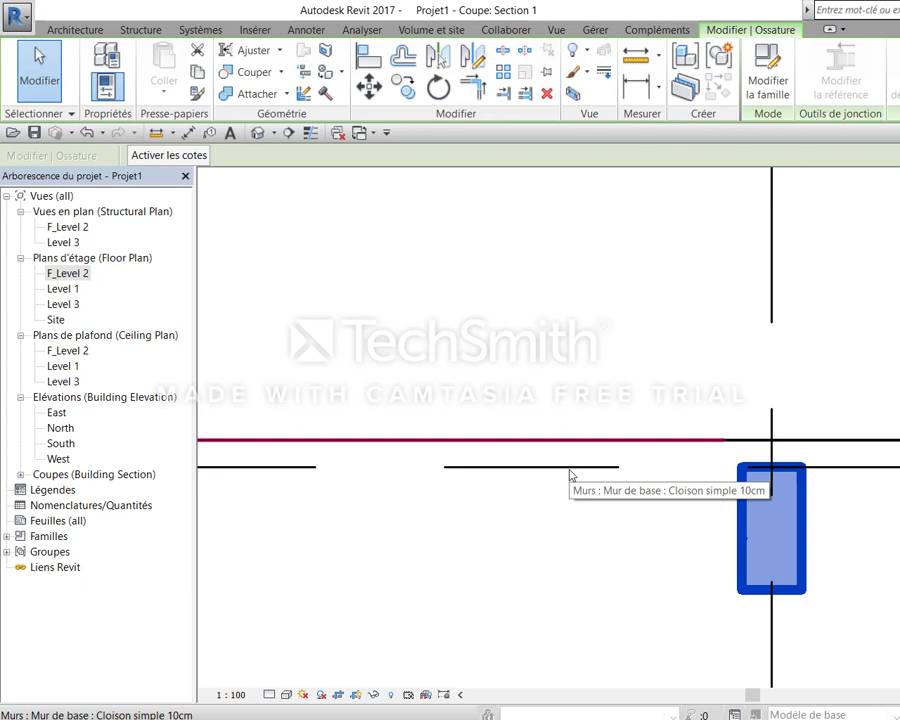 Autodesk Revit 2017 - Projet1 - Coupe: Section 1
Entrez mot-clé ou
Architecture Structure Systèmes Insérer Annoter Analyser Volume et site Collaborer Vue Gérer Compléments Modifier | Ossature
Modifier
Coller
Ajuster
Couper
Attacher
Modifier
la famille
Modifier
la référence
Sélectionner Propriétés Presse-papiers Géométrie Modifier Vue Mesurer Créer Mode Outils de jonction
Modifier | Ossature Activer les cotes
Arborescence du projet - Projet1
Vues (all)
Vues en plan (Structural Plan)
F_Level 2
Level 3
Plans d'étage (Floor Plan)
F_Level 2
Level 1
Level 3
Site
Plans de plafond (Ceiling Plan)
F_Level 2
Level 1
Level 3
Elévations (Building Elevation)
East
North
South
West
Coupes (Building Section)
Légendes
Nomenclatures/Quantités
Feuilles (all)
Familles
Groupes
Liens Revit
TechSmith
MADE WITH CAMTASIA FREE TRIAL
Murs : Mur de base : Cloison simple 10cm
1 : 100
Murs : Mur de base : Cloison simple 10cm
:0
Modèle de base